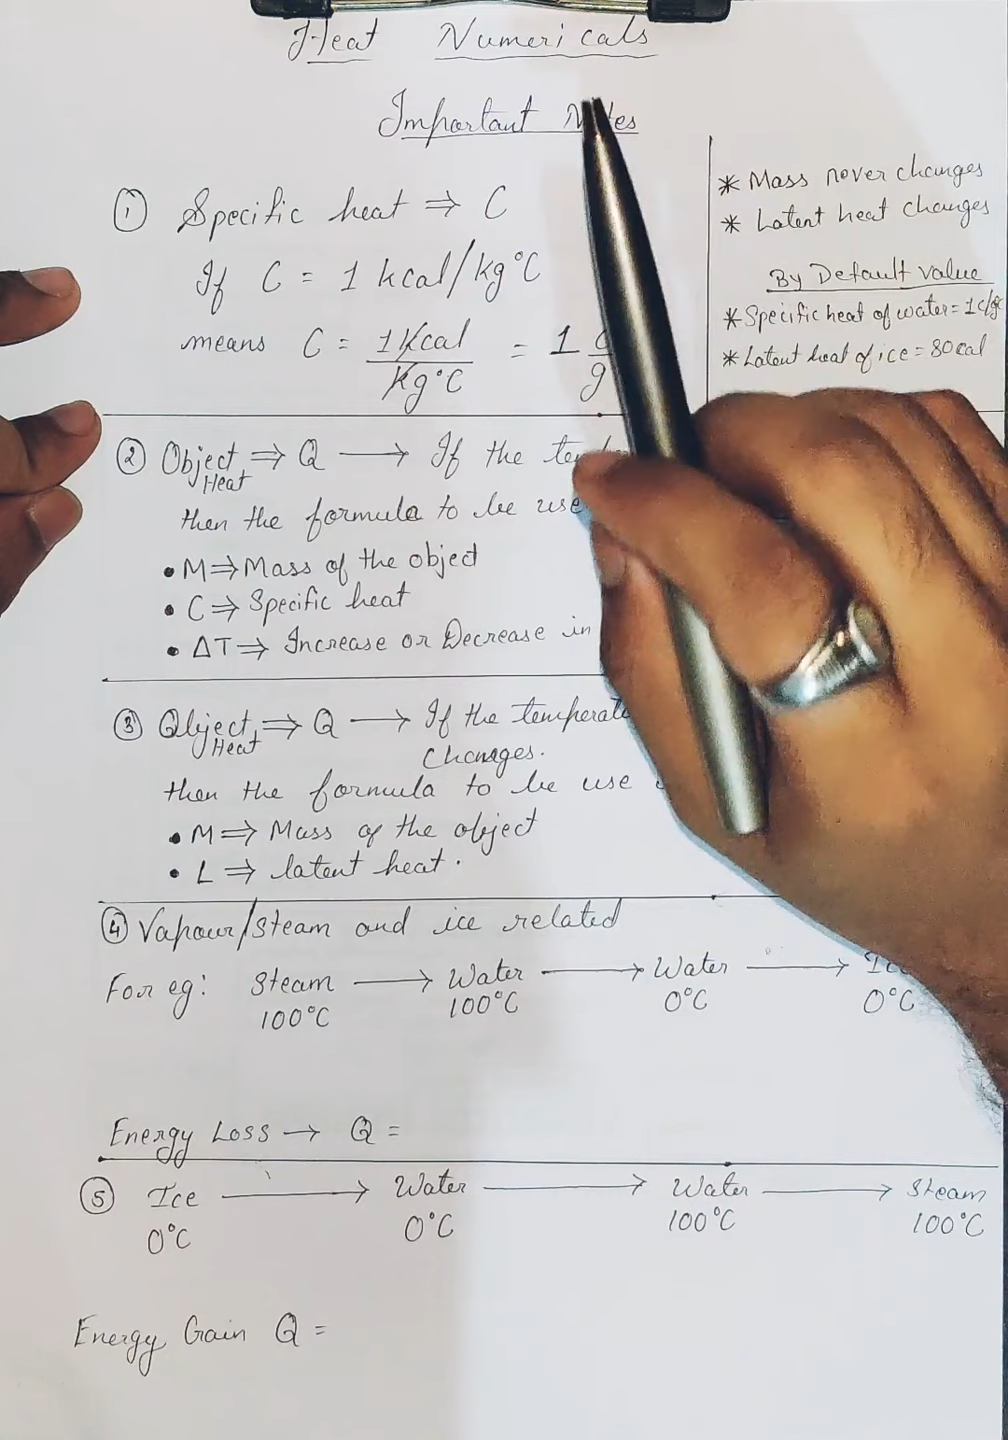 Heat Numericals
Important
① Specific heat ⇒ C
If C = 1 kcal/kg°C
means C = 1 Kcal / kg°C = 1
g
* Mass never changes
* Latent heat changes
By Default value
* Specific heat of water = 1c/g
* Latent heat of ice = 80 cal
② Object ⇒ Q → If the
Heat
then the formula to be use
• M ⇒ Mass of the object
• C ⇒ Specific heat
• ΔT ⇒ Increase or Decrease in
③ Object ⇒ Q → If the
Heat
changes.
then the formula to be use
• M ⇒ Mass of the object
• L ⇒ latent heat.
④ Vapour/steam and ice related
For eg: Steam → Water → Water →
100°C 100°C 0°C 0°C
Energy Loss → Q =
⑤ Ice → Water → Water → Steam
0°C 0°C 100°C 100°C
Energy Gain Q =